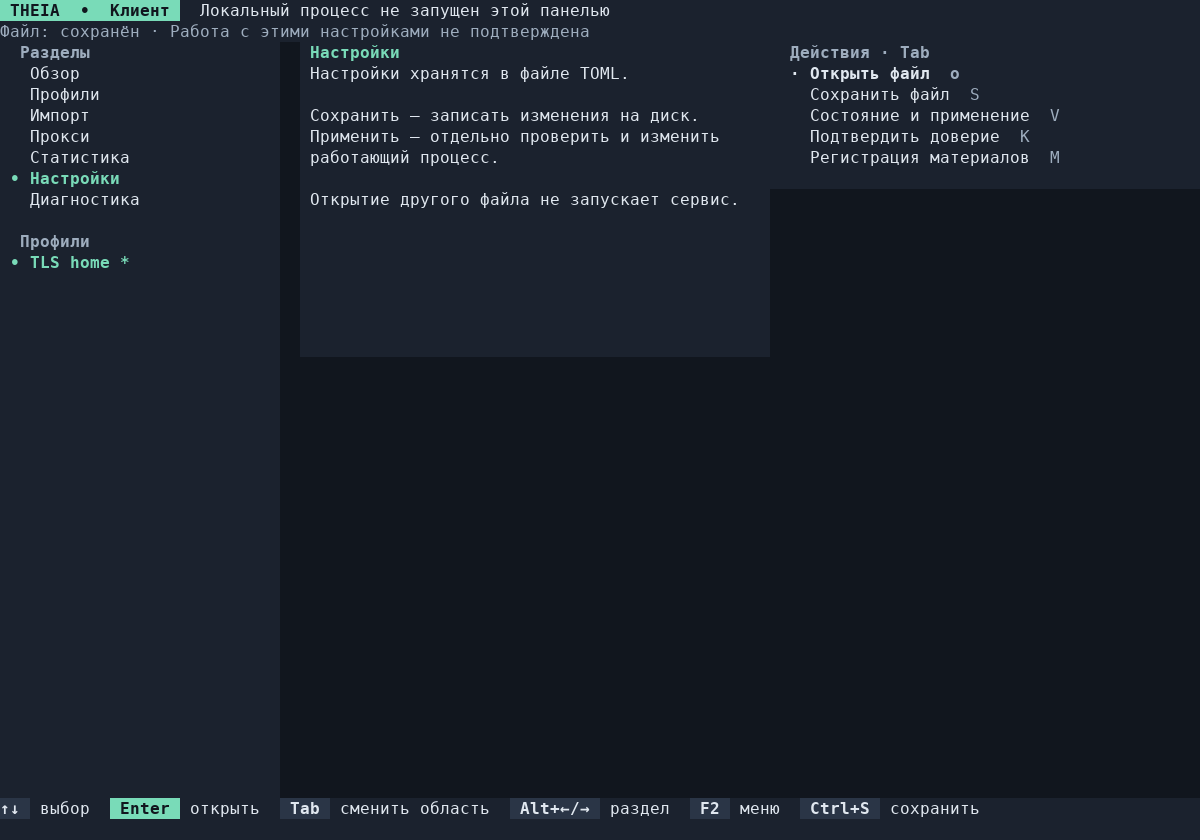 THEIA • Клиент Локальный процесс не запущен этой панелью
Файл: сохранён · Работа с этими настройками не подтверждена
Разделы
Обзор
Профили
Импорт
Прокси
Статистика
• Настройки
Диагностика
Профили
• TLS home *
Настройки
Настройки хранятся в файле TOML.
Сохранить — записать изменения на диск.
Применить — отдельно проверить и изменить
работающий процесс.
Открытие другого файла не запускает сервис.
Действия · Tab
· Открыть файл o
Сохранить файл S
Состояние и применение V
Подтвердить доверие K
Регистрация материалов M
↑↓ выбор Enter открыть Tab сменить область Alt+←/→ раздел F2 меню Ctrl+S сохранить